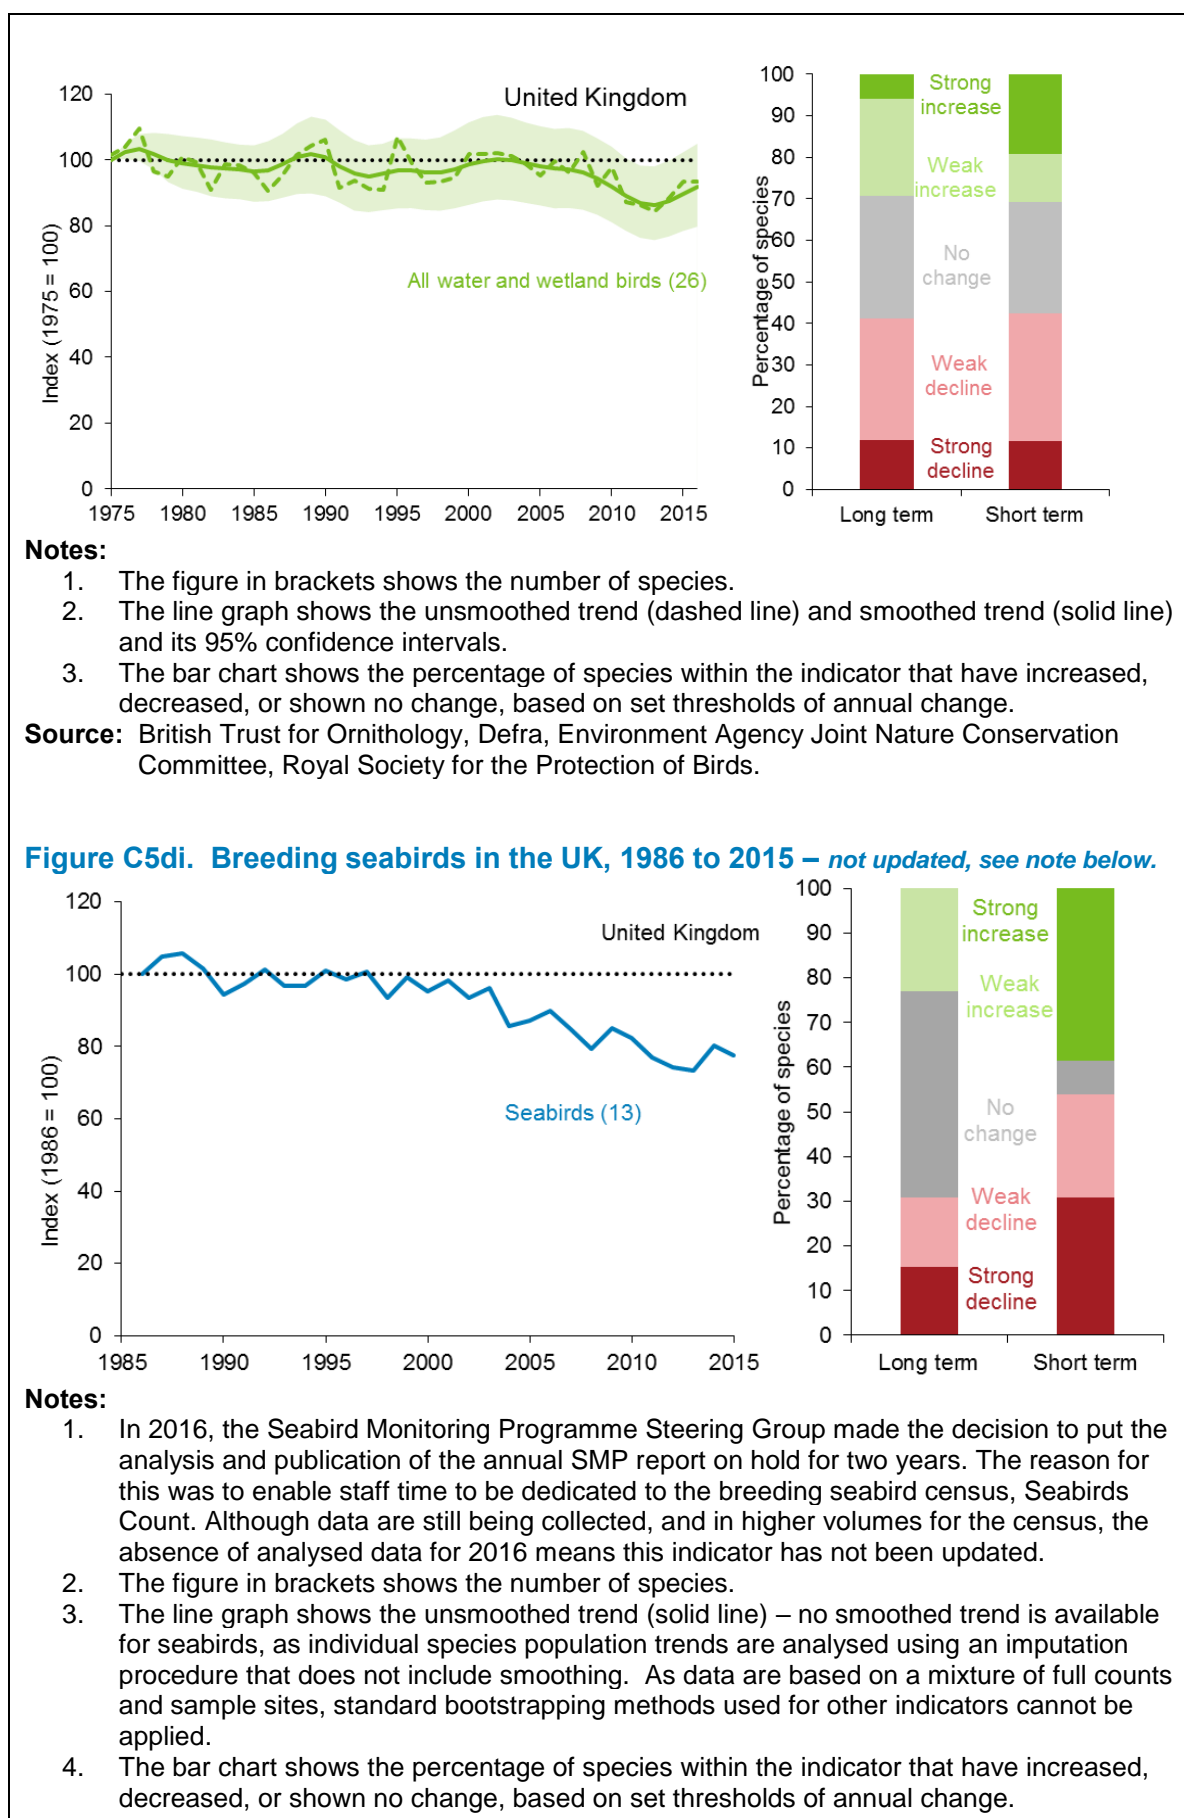 United Kingdom
120
100
80
60
40
20
0
Index (1975 = 100)
All water and wetland birds (26)
1975 1980 1985 1990 1995 2000 2005 2010 2015
100
90
80
70
60
50
40
30
20
10
0
Percentage of species
Strong
increase
Weak
increase
No
change
Weak
decline
Strong
decline
Long term Short term
Notes:
1. The figure in brackets shows the number of species.
2. The line graph shows the unsmoothed trend (dashed line) and smoothed trend (solid line)
and its 95% confidence intervals.
3. The bar chart shows the percentage of species within the indicator that have increased,
decreased, or shown no change, based on set thresholds of annual change.
Source: British Trust for Ornithology, Defra, Environment Agency Joint Nature Conservation
Committee, Royal Society for the Protection of Birds.
Figure C5di. Breeding seabirds in the UK, 1986 to 2015 – not updated, see note below.
United Kingdom
120
100
80
60
40
20
0
Index (1986 = 100)
Seabirds (13)
1985 1990 1995 2000 2005 2010 2015
100
90
80
70
60
50
40
30
20
10
0
Percentage of species
Strong
increase
Weak
increase
No
change
Weak
decline
Strong
decline
Long term Short term
Notes:
1. In 2016, the Seabird Monitoring Programme Steering Group made the decision to put the
analysis and publication of the annual SMP report on hold for two years. The reason for
this was to enable staff time to be dedicated to the breeding seabird census, Seabirds
Count. Although data are still being collected, and in higher volumes for the census, the
absence of analysed data for 2016 means this indicator has not been updated.
2. The figure in brackets shows the number of species.
3. The line graph shows the unsmoothed trend (solid line) – no smoothed trend is available
for seabirds, as individual species population trends are analysed using an imputation
procedure that does not include smoothing. As data are based on a mixture of full counts
and sample sites, standard bootstrapping methods used for other indicators cannot be
applied.
4. The bar chart shows the percentage of species within the indicator that have increased,
decreased, or shown no change, based on set thresholds of annual change.